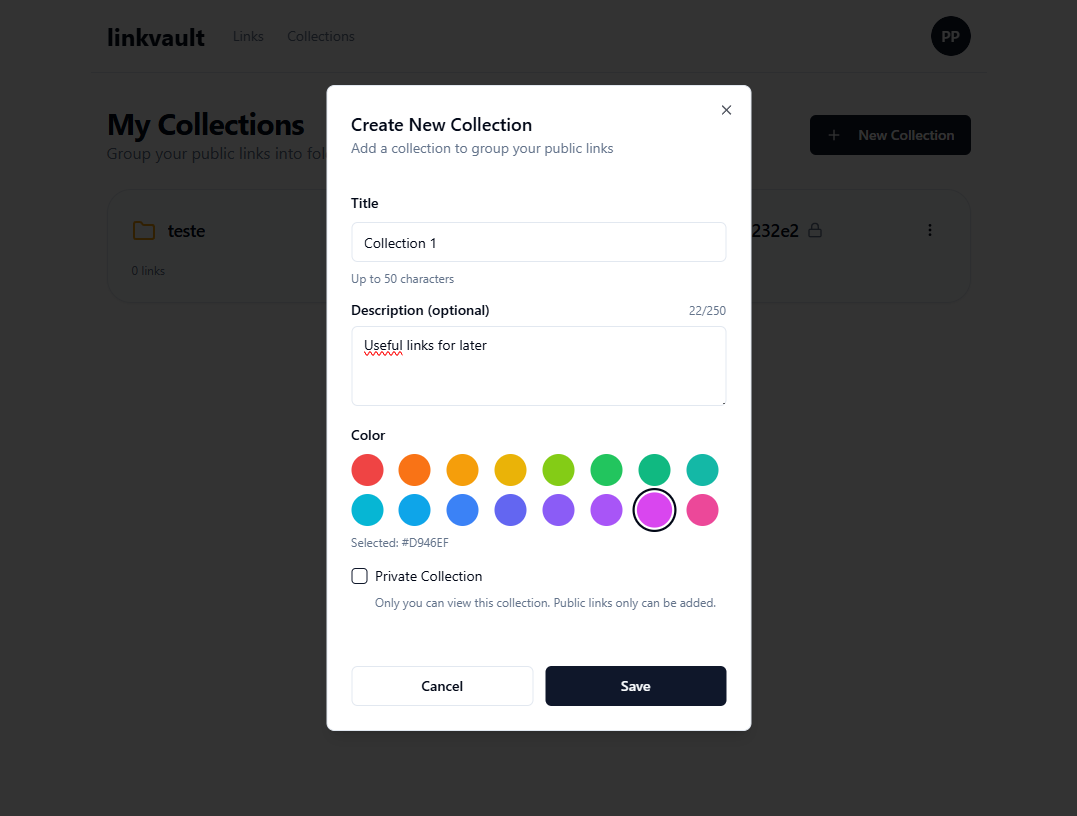 linkvault Links Collections PP
My Collections
Group your public links into
New Collection
teste
0 links
232e2
Create New Collection
Add a collection to group your public links
Title
Collection 1
Up to 50 characters
Description (optional) 22/250
Useful links for later
Color
Selected: #D946EF
Private Collection
Only you can view this collection. Public links only can be added.
Cancel Save